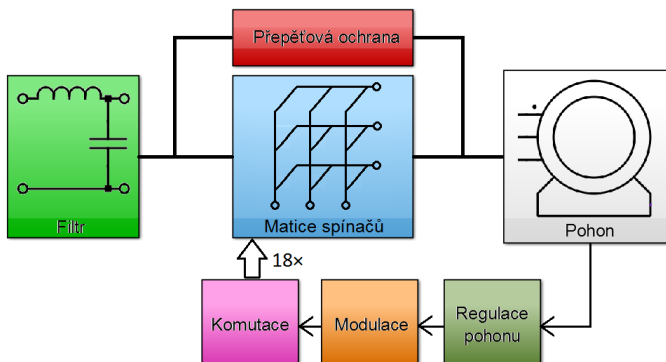 Přepěťová ochrana
Filtr
Matice spínačů
Pohon
18×
Komutace
Modulace
Regulace
pohonu